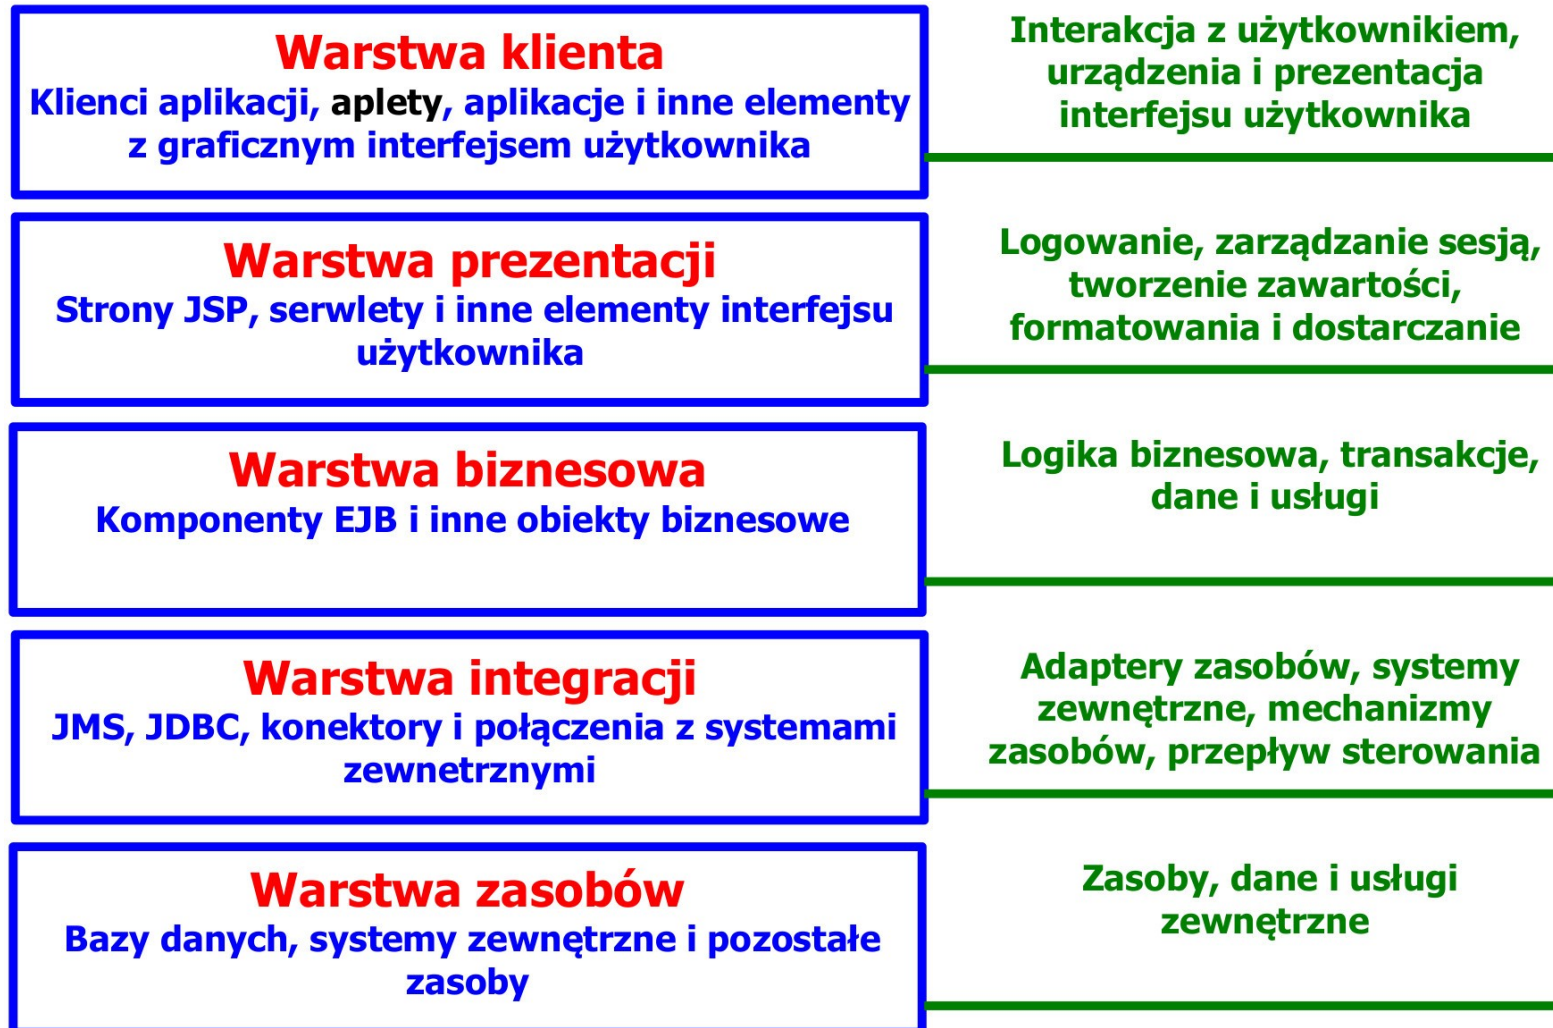 Warstwa klienta
Klienci aplikacji, aplety, aplikacje i inne elementy
z graficznym interfejsem użytkownika
Interakcja z użytkownikiem,
urządzenia i prezentacja
interfejsu użytkownika
Warstwa prezentacji
Strony JSP, serwlety i inne elementy interfejsu
użytkownika
Logowanie, zarządzanie sesją,
tworzenie zawartości,
formatowania i dostarczanie
Warstwa biznesowa
Komponenty EJB i inne obiekty biznesowe
Logika biznesowa, transakcje,
dane i usługi
Warstwa integracji
JMS, JDBC, konektory i połączenia z systemami
zewnetrznymi
Adaptery zasobów, systemy
zewnętrzne, mechanizmy
zasobów, przepływ sterowania
Warstwa zasobów
Bazy danych, systemy zewnętrzne i pozostałe
zasoby
Zasoby, dane i usługi
zewnętrzne